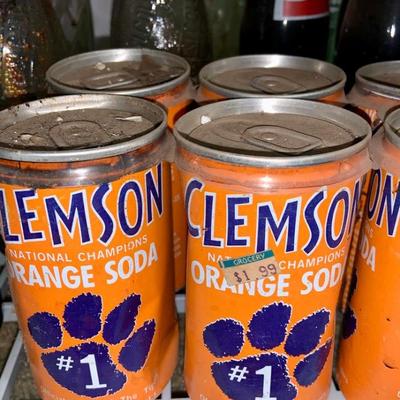 CLEMSON
NATIONAL CHAMPIONS
ORANGE SODA
#1
CLEMSON
NATIONAL CHAMPIONS
GROCERY
$1.99
ORANGE SODA
#1